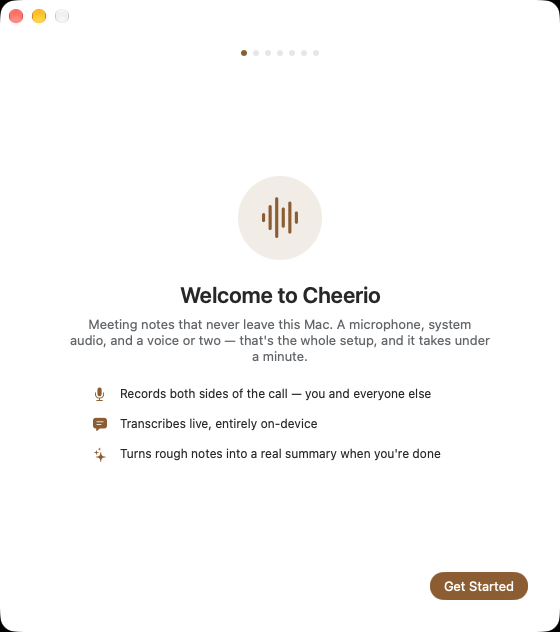 Welcome to Cheerio
Meeting notes that never leave this Mac. A microphone, system
audio, and a voice or two — that's the whole setup, and it takes under
a minute.
Records both sides of the call — you and everyone else
Transcribes live, entirely on-device
Turns rough notes into a real summary when you're done
Get Started